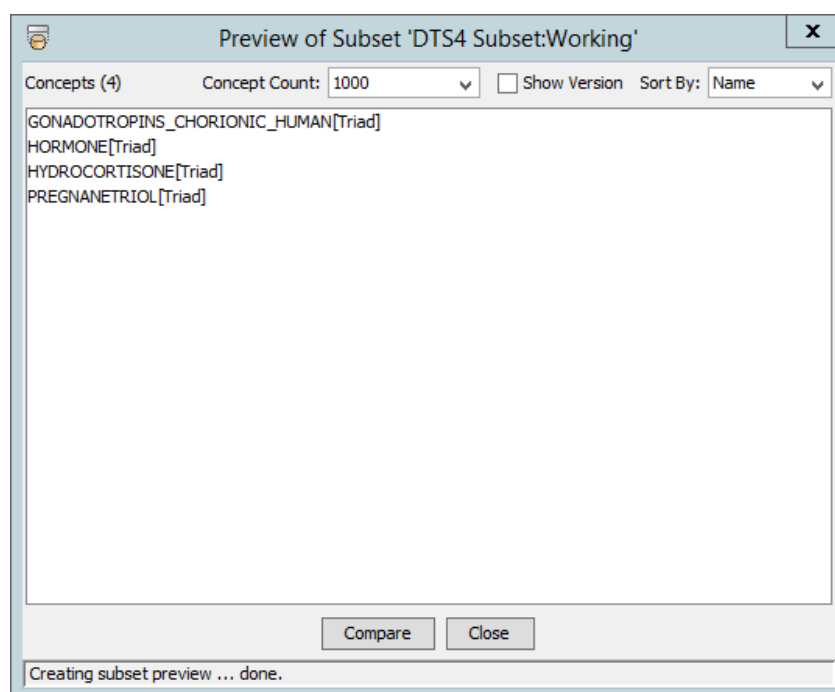 Preview of Subset 'DTS4 Subset:Working'
x
Concepts (4) Concept Count: 1000 Show Version Sort By: Name
GONADOTROPINS_CHORIONIC_HUMAN[Triad]
HORMONE[Triad]
HYDROCORTISONE[Triad]
PREGNANETRIOL[Triad]
Compare Close
Creating subset preview ... done.